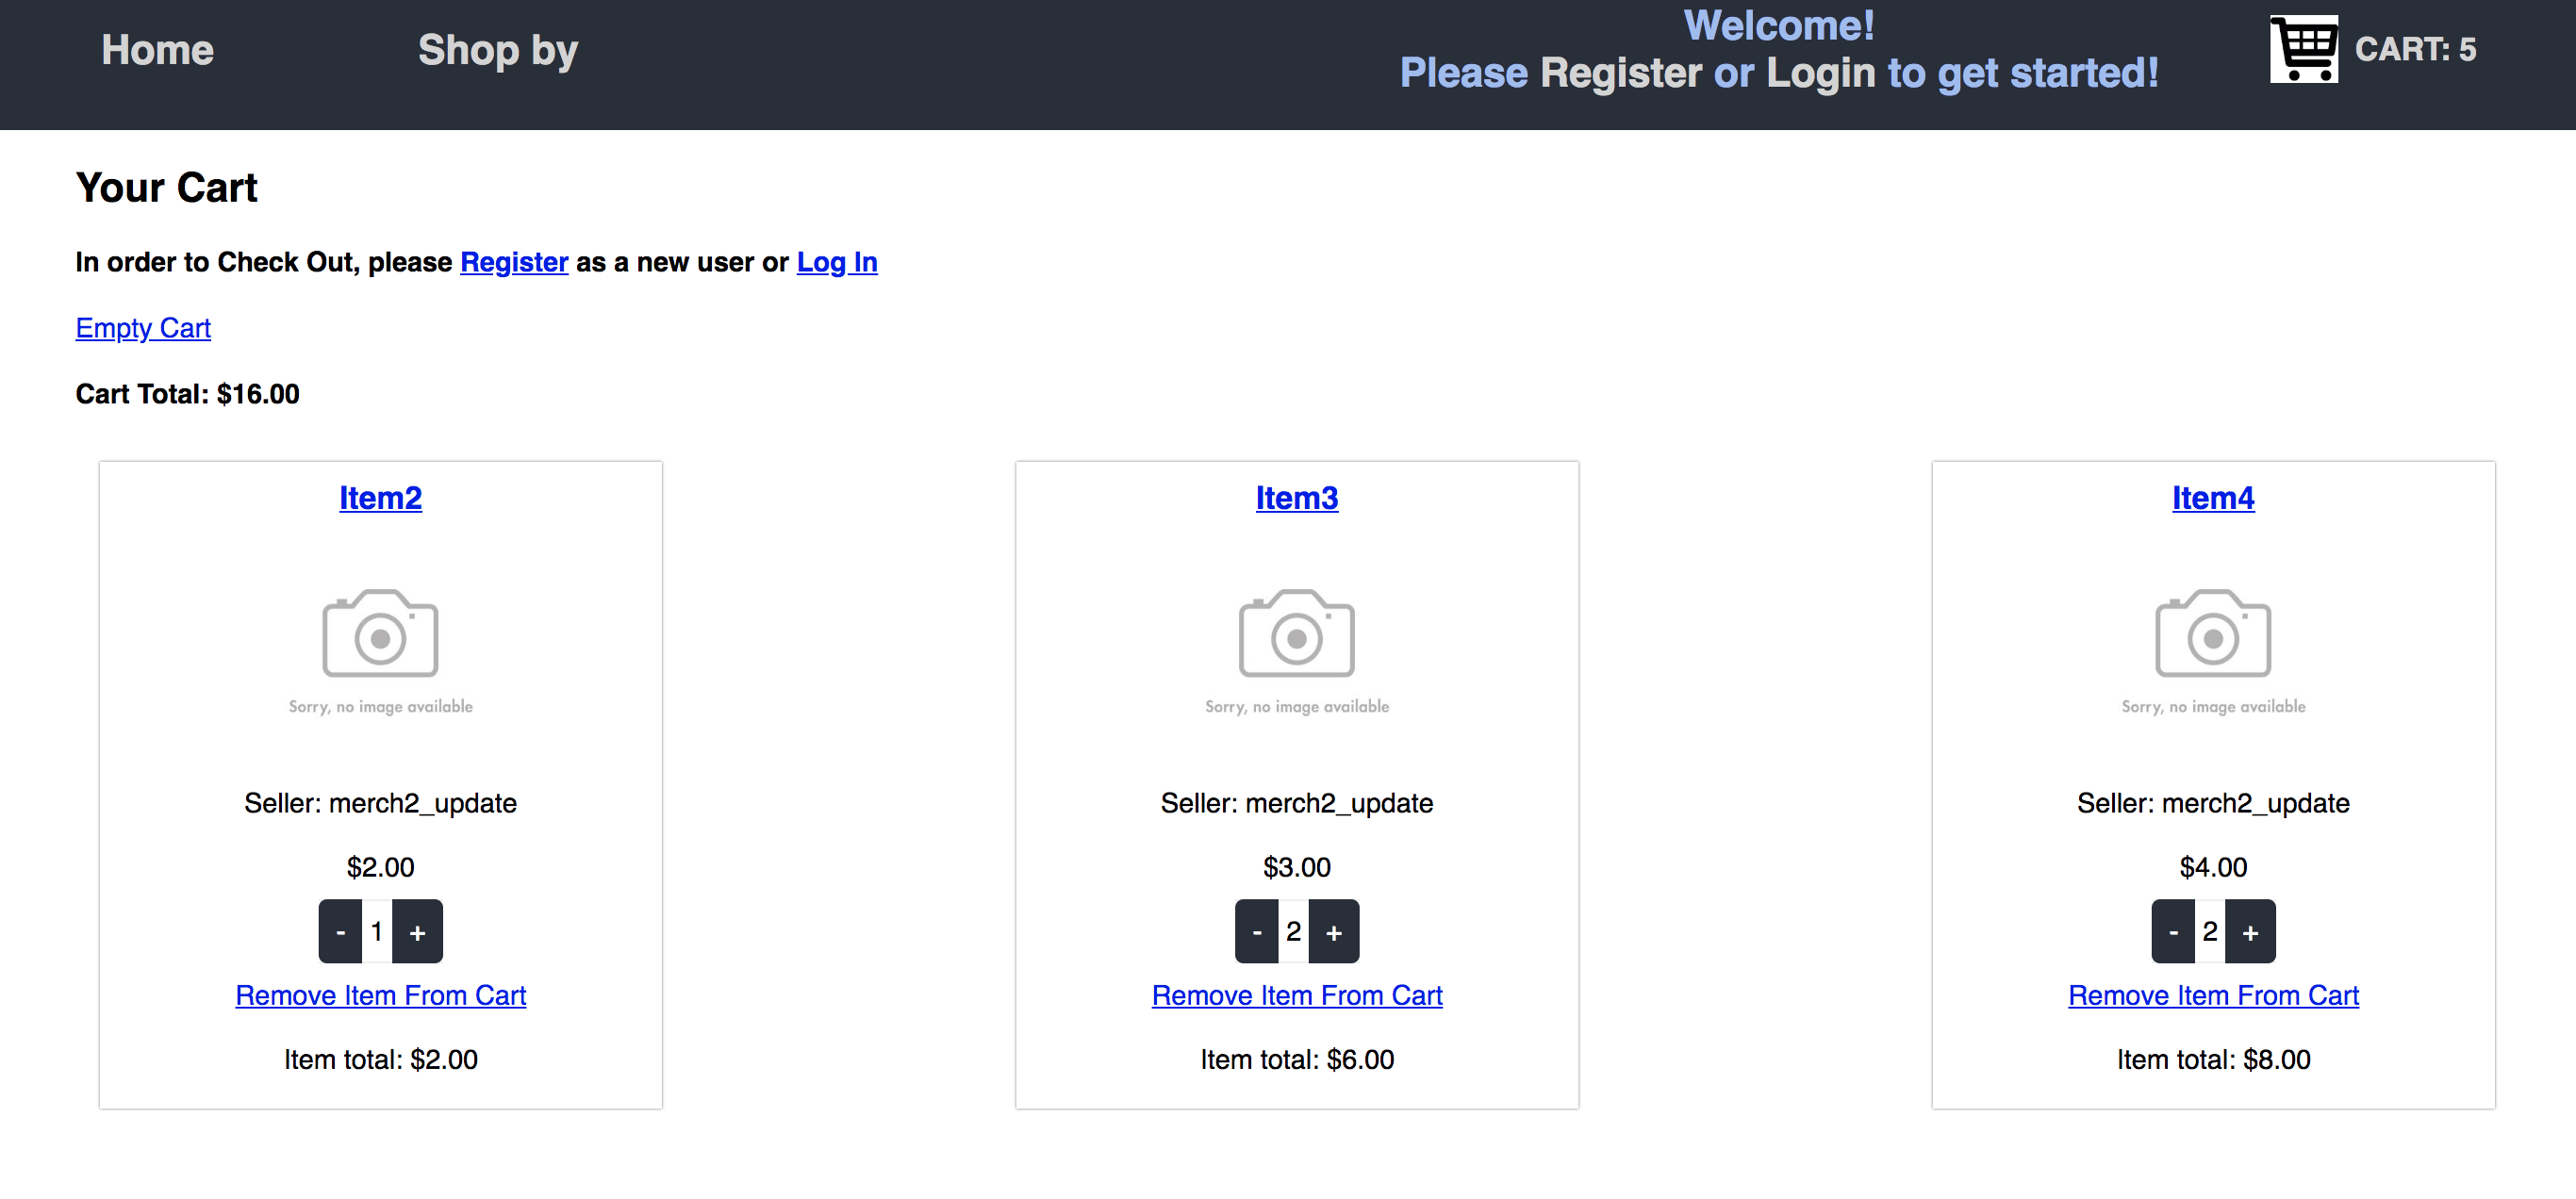 Home
Shop by
Welcome!
Please Register or Login to get started!
CART: 5
Your Cart
In order to Check Out, please Register as a new user or Log In
Empty Cart
Cart Total: $16.00
Item2
Sorry, no image available
Seller: merch2_update
$2.00
- 1 +
Remove Item From Cart
Item total: $2.00
Item3
Sorry, no image available
Seller: merch2_update
$3.00
- 2 +
Remove Item From Cart
Item total: $6.00
Item4
Sorry, no image available
Seller: merch2_update
$4.00
- 2 +
Remove Item From Cart
Item total: $8.00